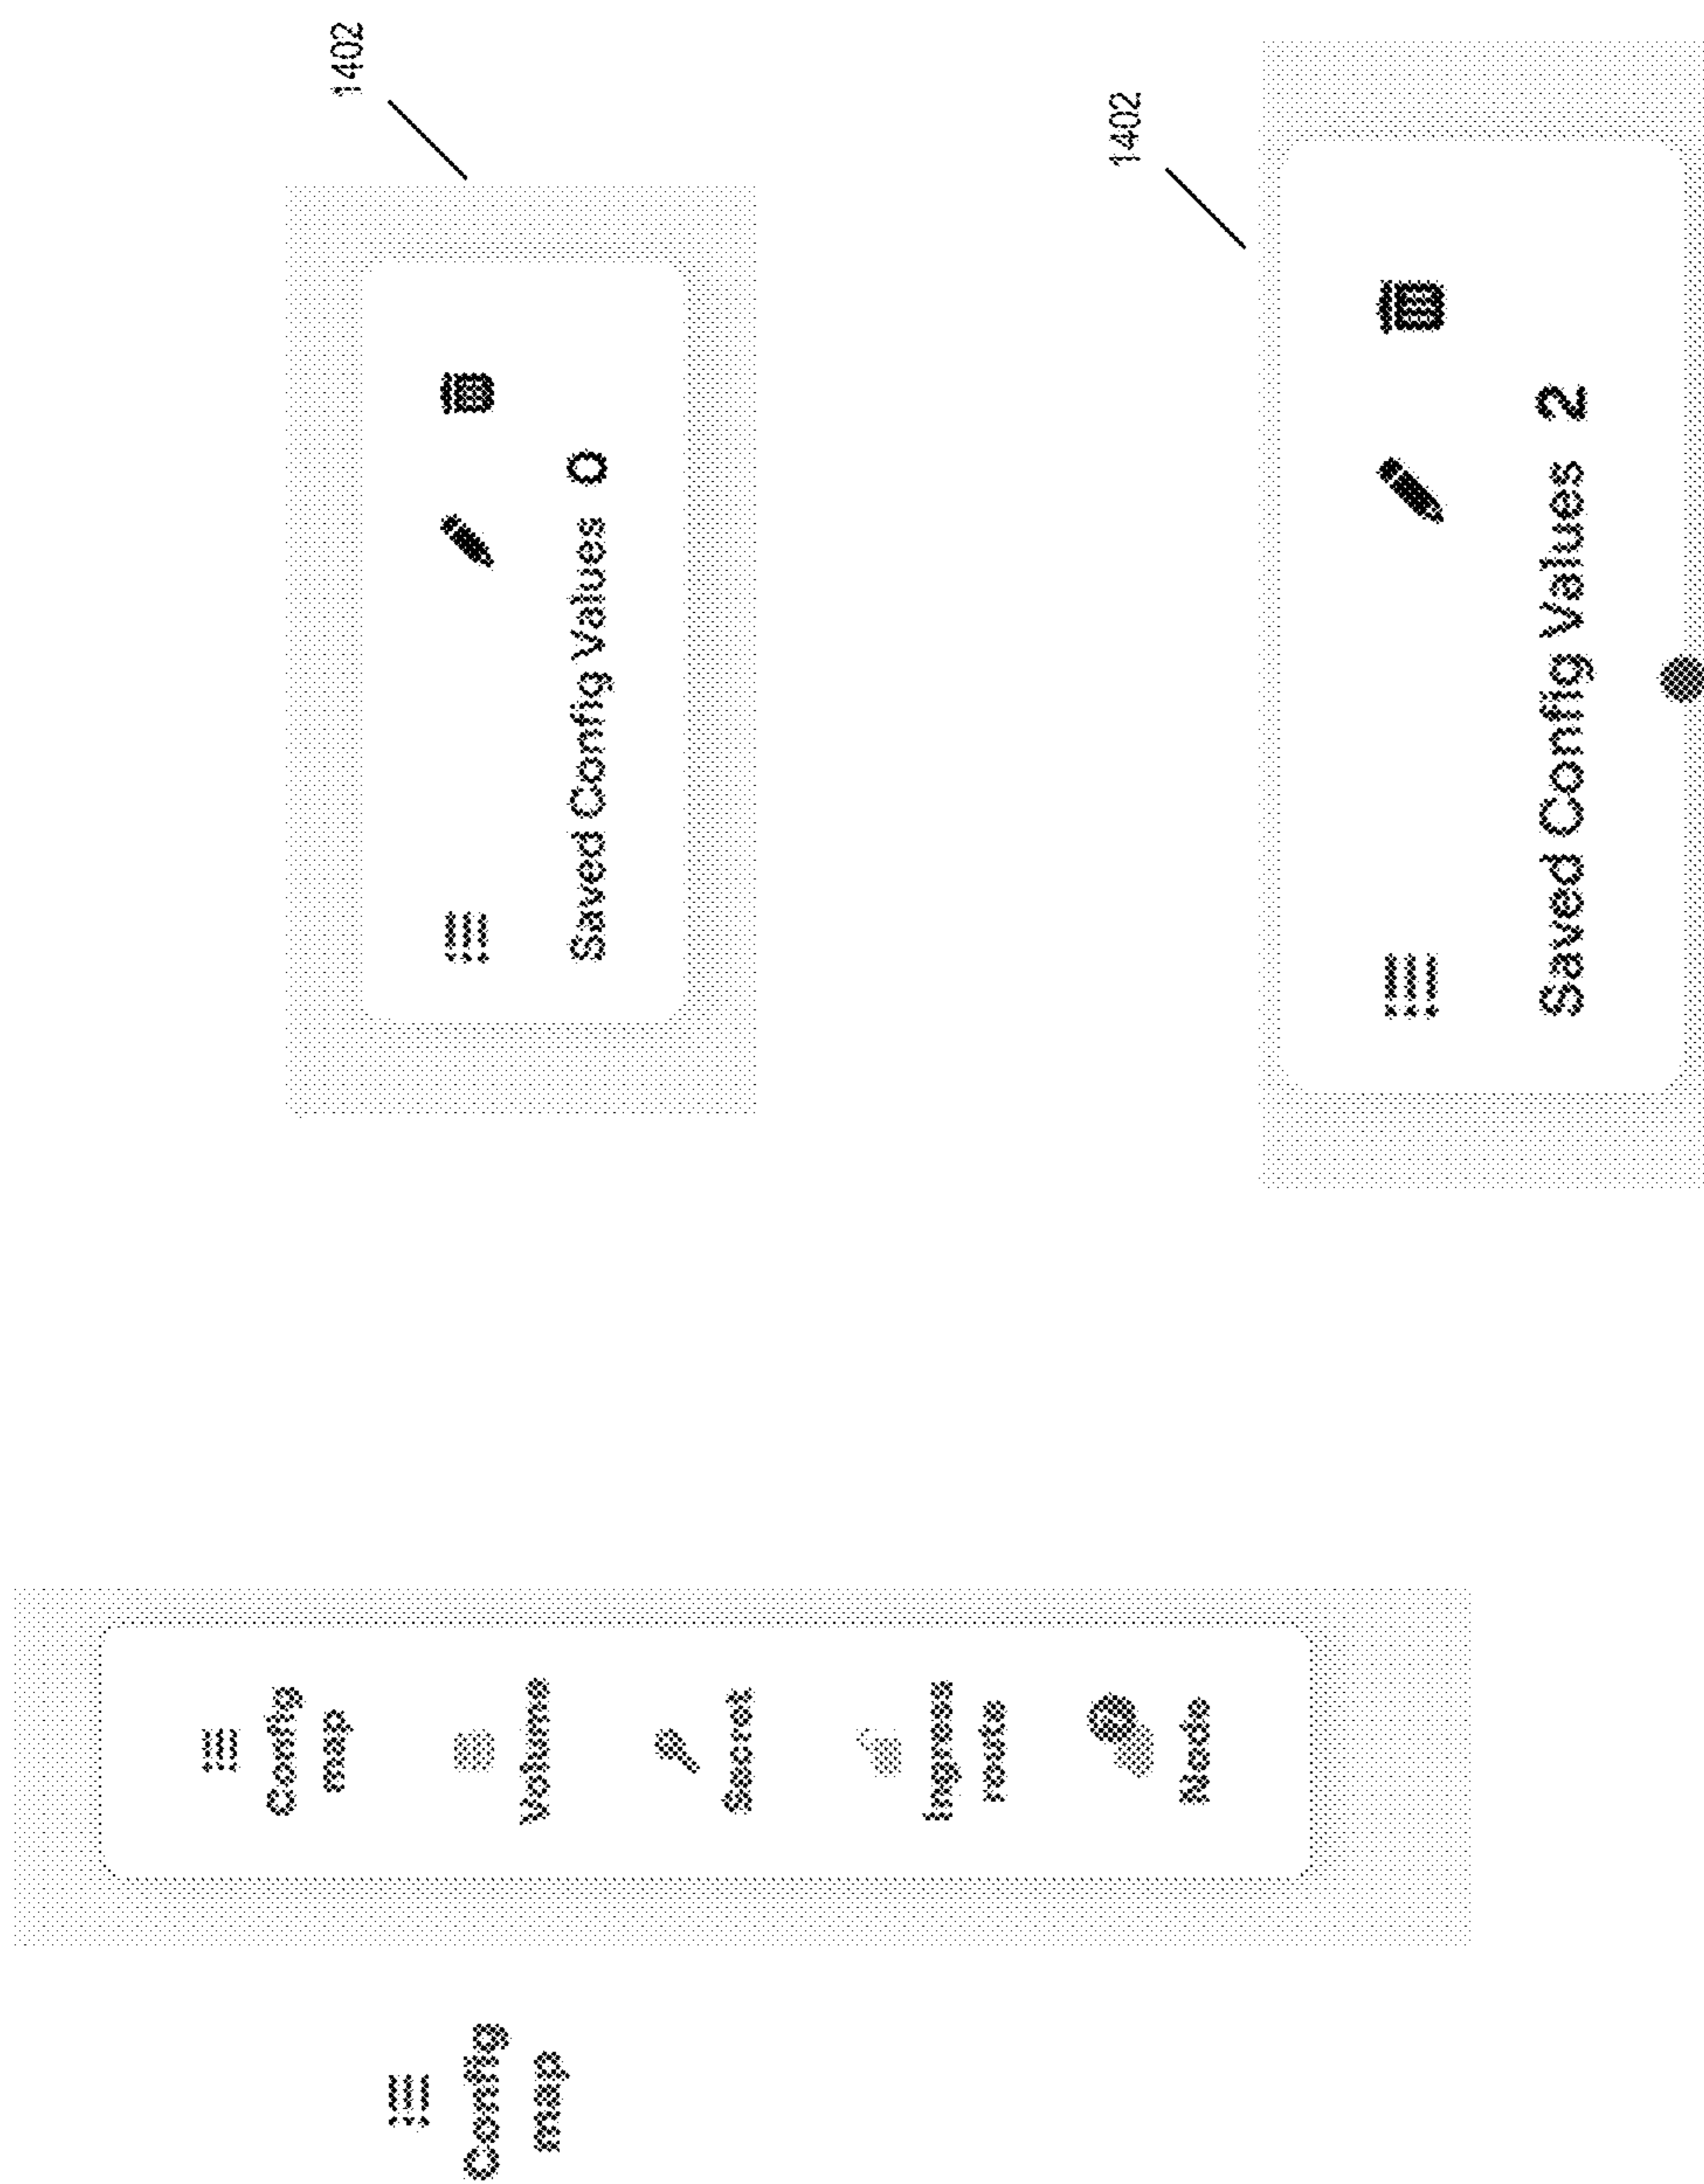 Config
map
Config
map
Volume
Secret
Ingress
route
Node
1402
Saved Config Values 0
1402
Saved Config Values 2